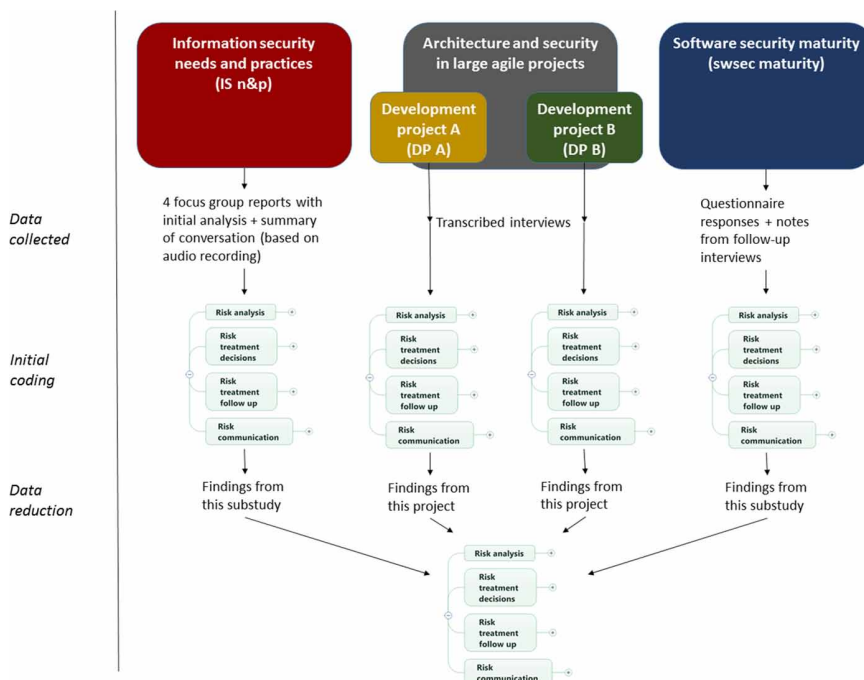 Information security
needs and practices
(IS n&p)
Architecture and security
in large agile projects
Software security maturity
(swsec maturity)
Development
project A
(DP A)
Development
project B
(DP B)
Data
collected
4 focus group reports with
initial analysis + summary
of conversation (based on
audio recording)
Transcribed interviews
Questionnaire
responses + notes
from follow-up
interviews
Initial
coding
Risk analysis
Risk
treatment
decisions
Risk
treatment
follow up
Risk
communication
Risk analysis
Risk
treatment
decisions
Risk
treatment
follow up
Risk
communication
Risk analysis
Risk
treatment
decisions
Risk
treatment
follow up
Risk
communication
Risk analysis
Risk
treatment
decisions
Risk
treatment
follow up
Risk
communication
Data
reduction
Findings from
this substudy
Findings from
this project
Findings from
this project
Findings from
this substudy
Risk analysis
Risk
treatment
decisions
Risk
treatment
follow up
Risk
communication